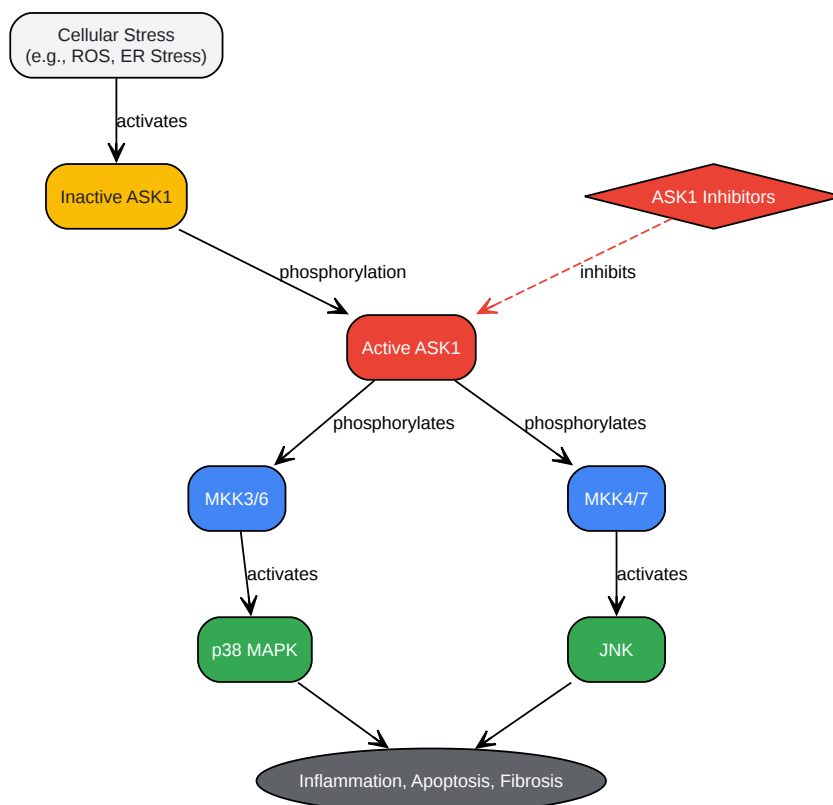 Cellular Stress
(e.g., ROS, ER Stress)
activates
Inactive ASK1
ASK1 Inhibitors
phosphorylation
inhibits
Active ASK1
phosphorylates
phosphorylates
MKK3/6
MKK4/7
activates
activates
p38 MAPK
JNK
Inflammation, Apoptosis, Fibrosis